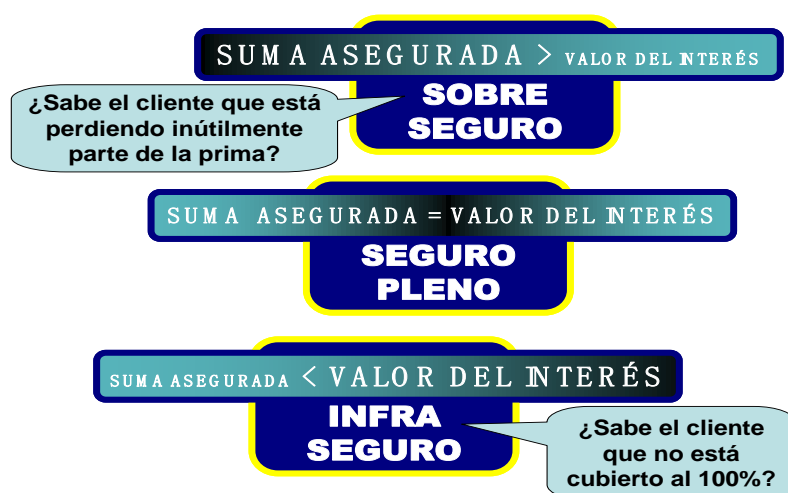 SUMA ASEGURADA > VALOR DEL INTERÉS
SOBRE
SEGURO
¿Sabe el cliente que está
perdiendo inútilmente
parte de la prima?
SUMA ASEGURADA = VALOR DEL INTERÉS
SEGURO
PLENO
SUMA ASEGURADA < VALOR DEL INTERÉS
INFRA
SEGURO
¿Sabe el cliente
que no está
cubierto al 100%?